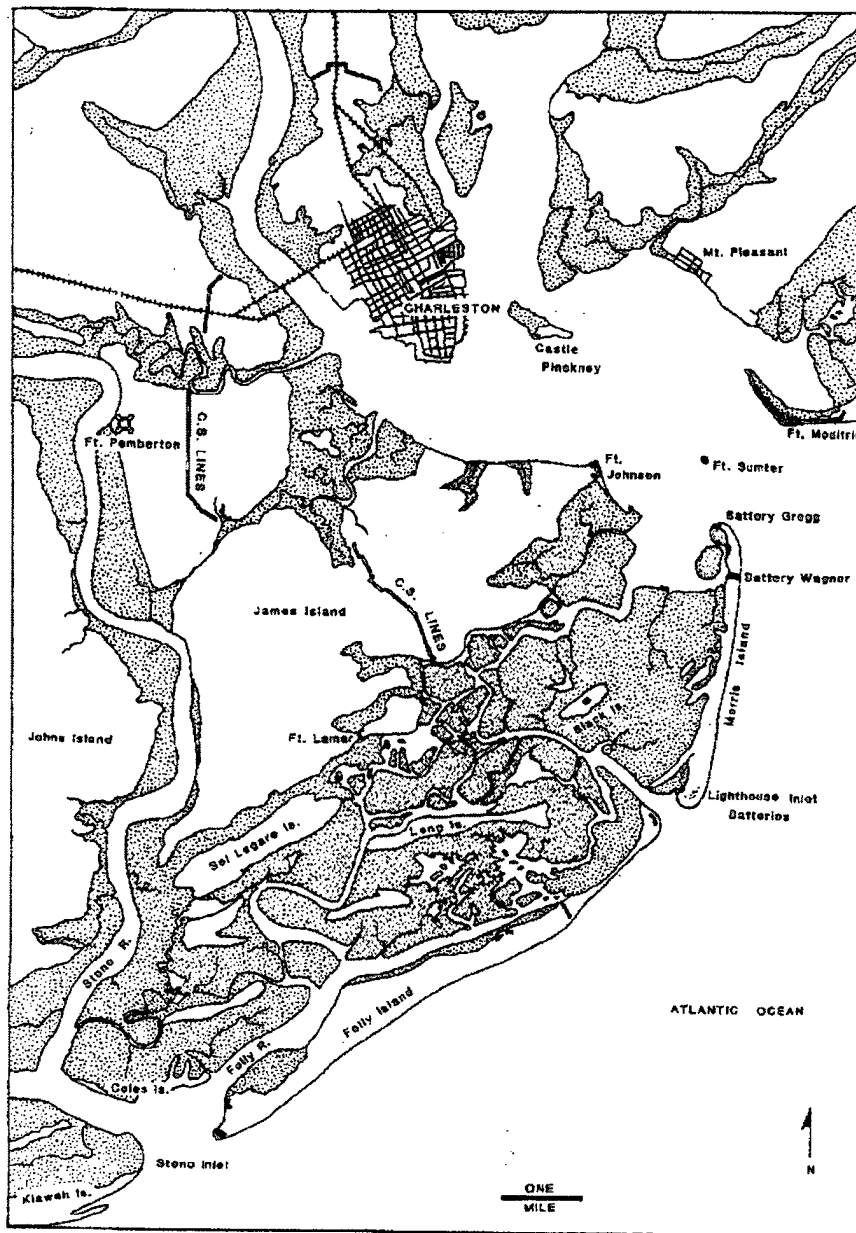 Mt. Pleasant
CHARLESTON
Castle
Pinckney
Ft. Moultrie
C.S. LINES
Ft. Pemberton
Ft.
Johnson
Ft. Sumter
Battery Gregg
Battery Wagner
C.S. LINES
James Island
Morris Island
Black Is.
Johns Island
Ft. Lamar
Lighthouse Inlet
Batteries
Sol Legare Is.
Long Is.
Stono R.
Folly Island
ATLANTIC OCEAN
Folly R.
Coles Is.
Stono Inlet
Kiawah Is.
N
ONE
MILE